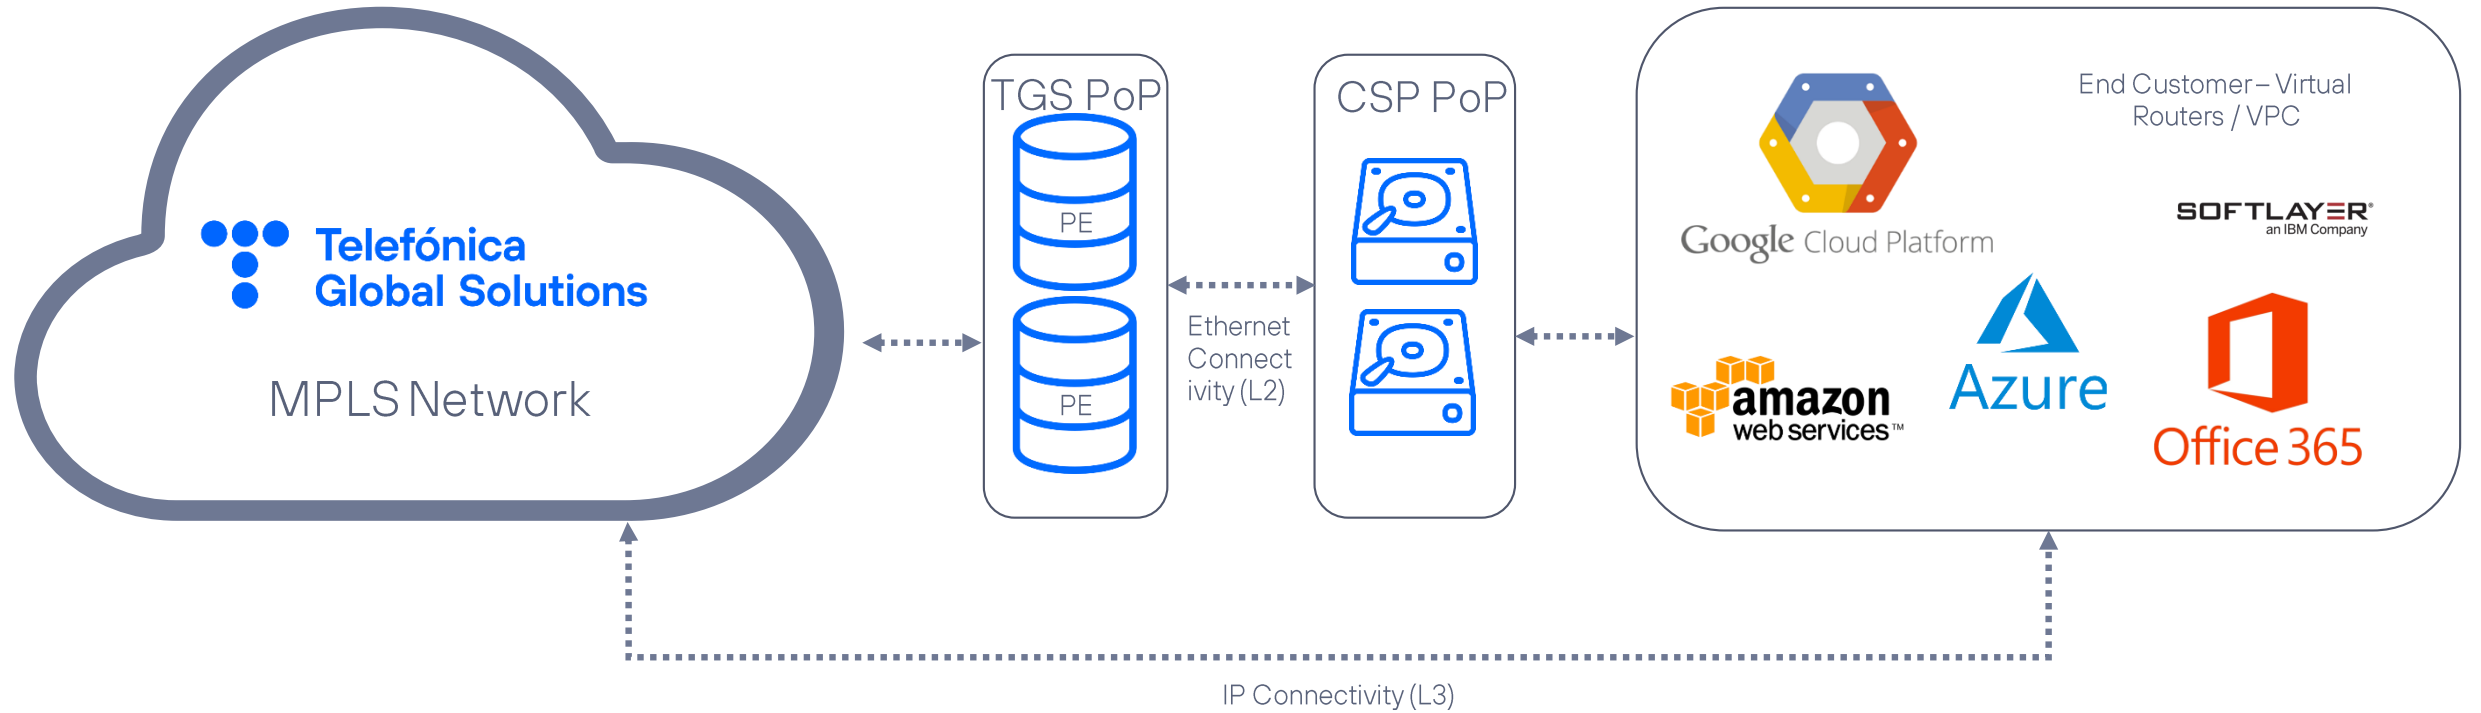 Telefónica
Global Solutions
MPLS Network
TGS PoP
PE
PE
Ethernet
Connect
ivity (L2)
CSP PoP
End Customer – Virtual
Routers / VPC
Google Cloud Platform
SOFTLAYER®
an IBM Company
Azure
amazon
web services™
Office 365
IP Connectivity (L3)